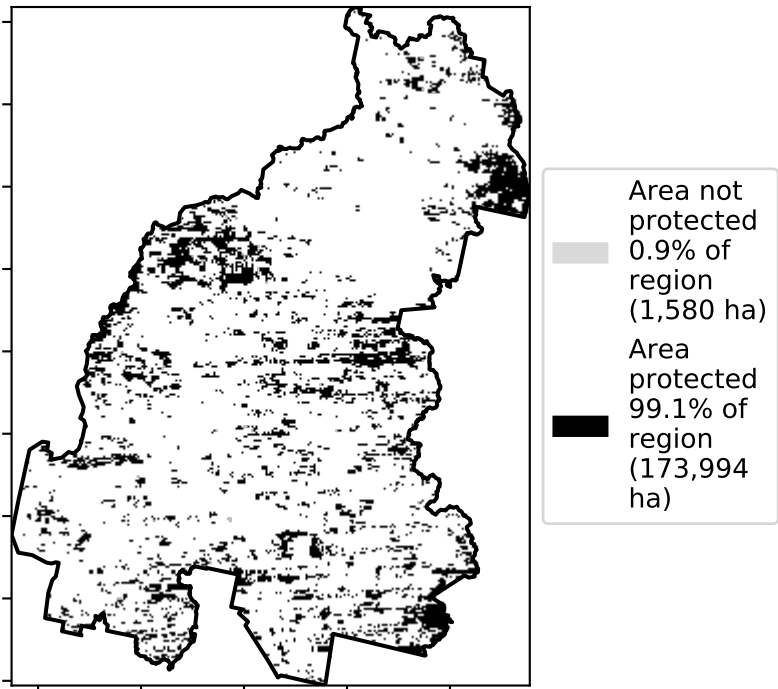 Area not
protected
0.9% of
region
(1,580 ha)
Area
protected
99.1% of
region
(173,994
ha)